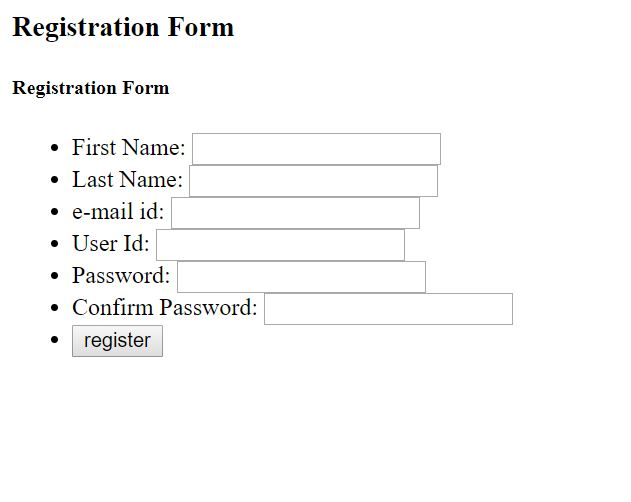 Registration Form
Registration Form
First Name:
Last Name:
e-mail id:
User Id:
Password:
Confirm Password:
register